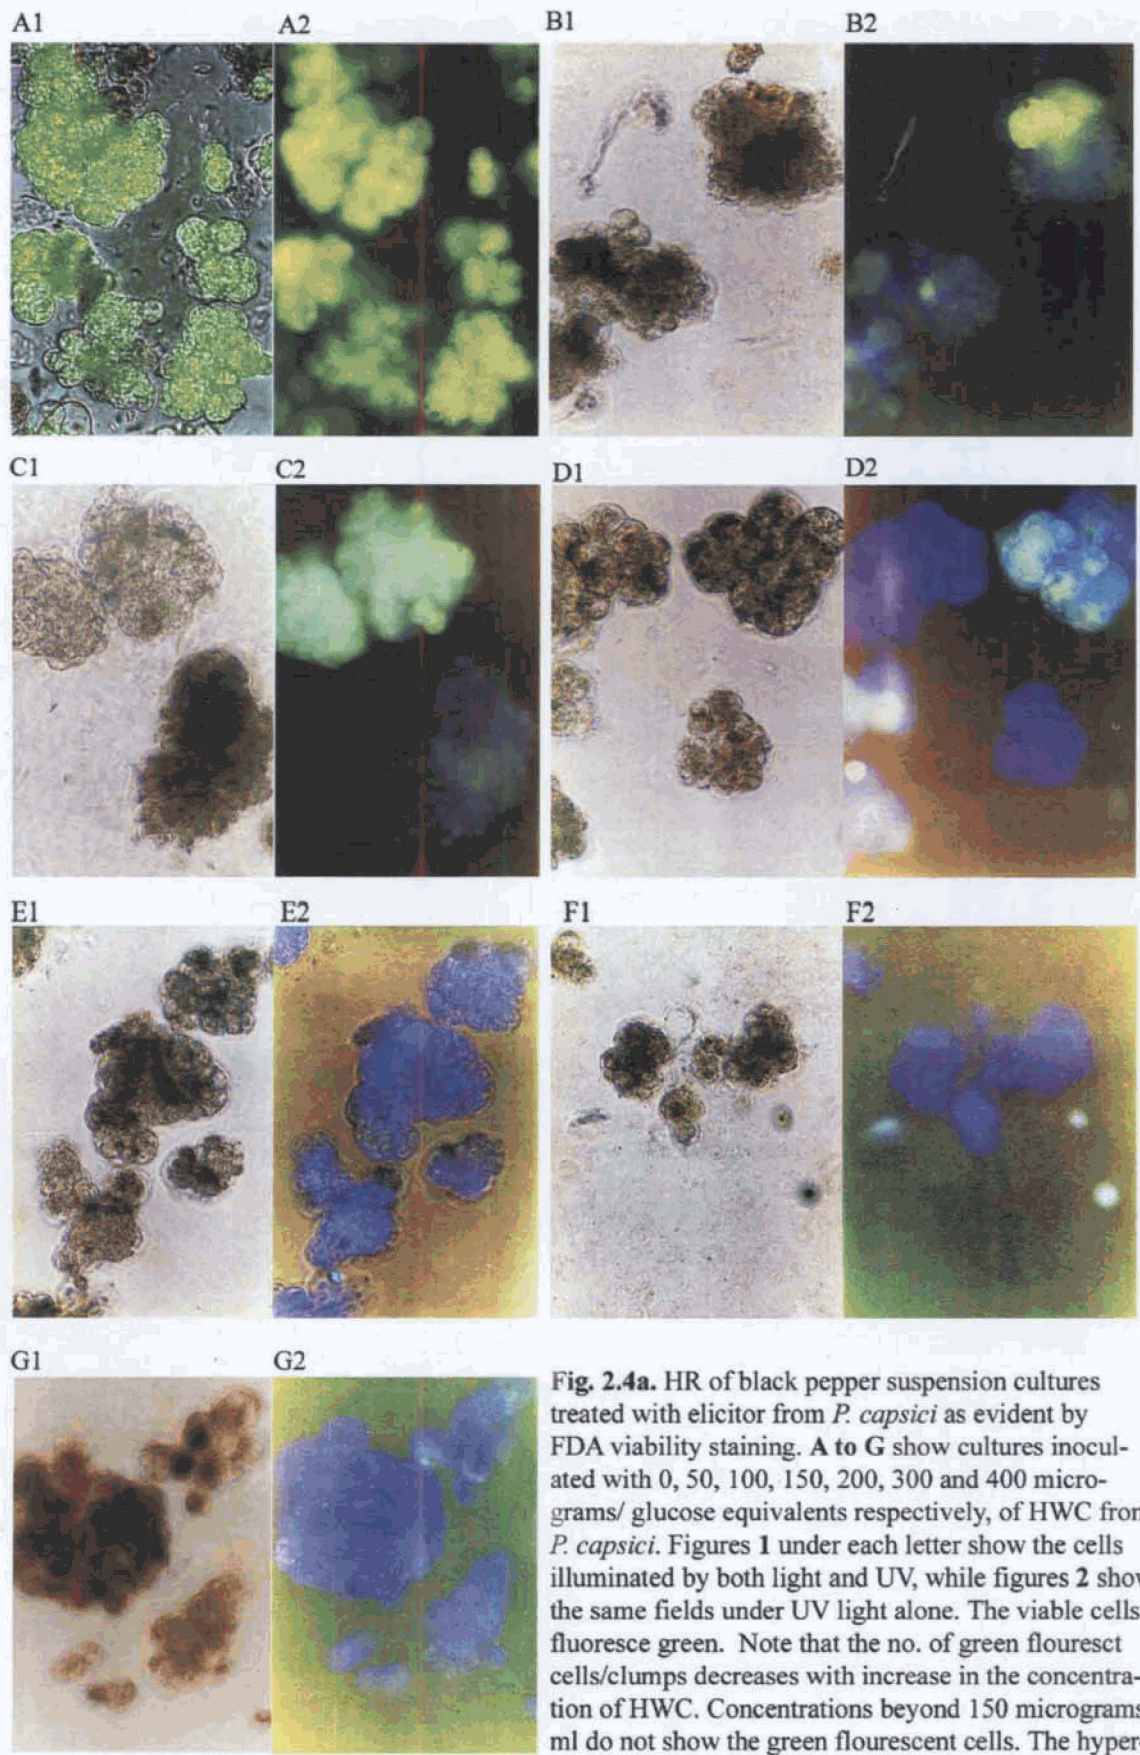 A1 A2 B1 B2
C1 C2 D1 D2
E1 E2 F1 F2
G1 G2
Fig. 2.4a. HR of black pepper suspension cultures
treated with elicitor from P. capsici as evident by
FDA viability staining. A to G show cultures inocul-
ated with 0, 50, 100, 150, 200, 300 and 400 micro-
grams/ glucose equivalents respectively, of HWC from
P. capsici. Figures 1 under each letter show the cells
illuminated by both light and UV, while figures 2 show
the same fields under UV light alone. The viable cells
fluoresce green. Note that the no. of green flouresct
cells/clumps decreases with increase in the concentra-
tion of HWC. Concentrations beyond 150 micrograms
ml do not show the green flourescent cells. The hyper-